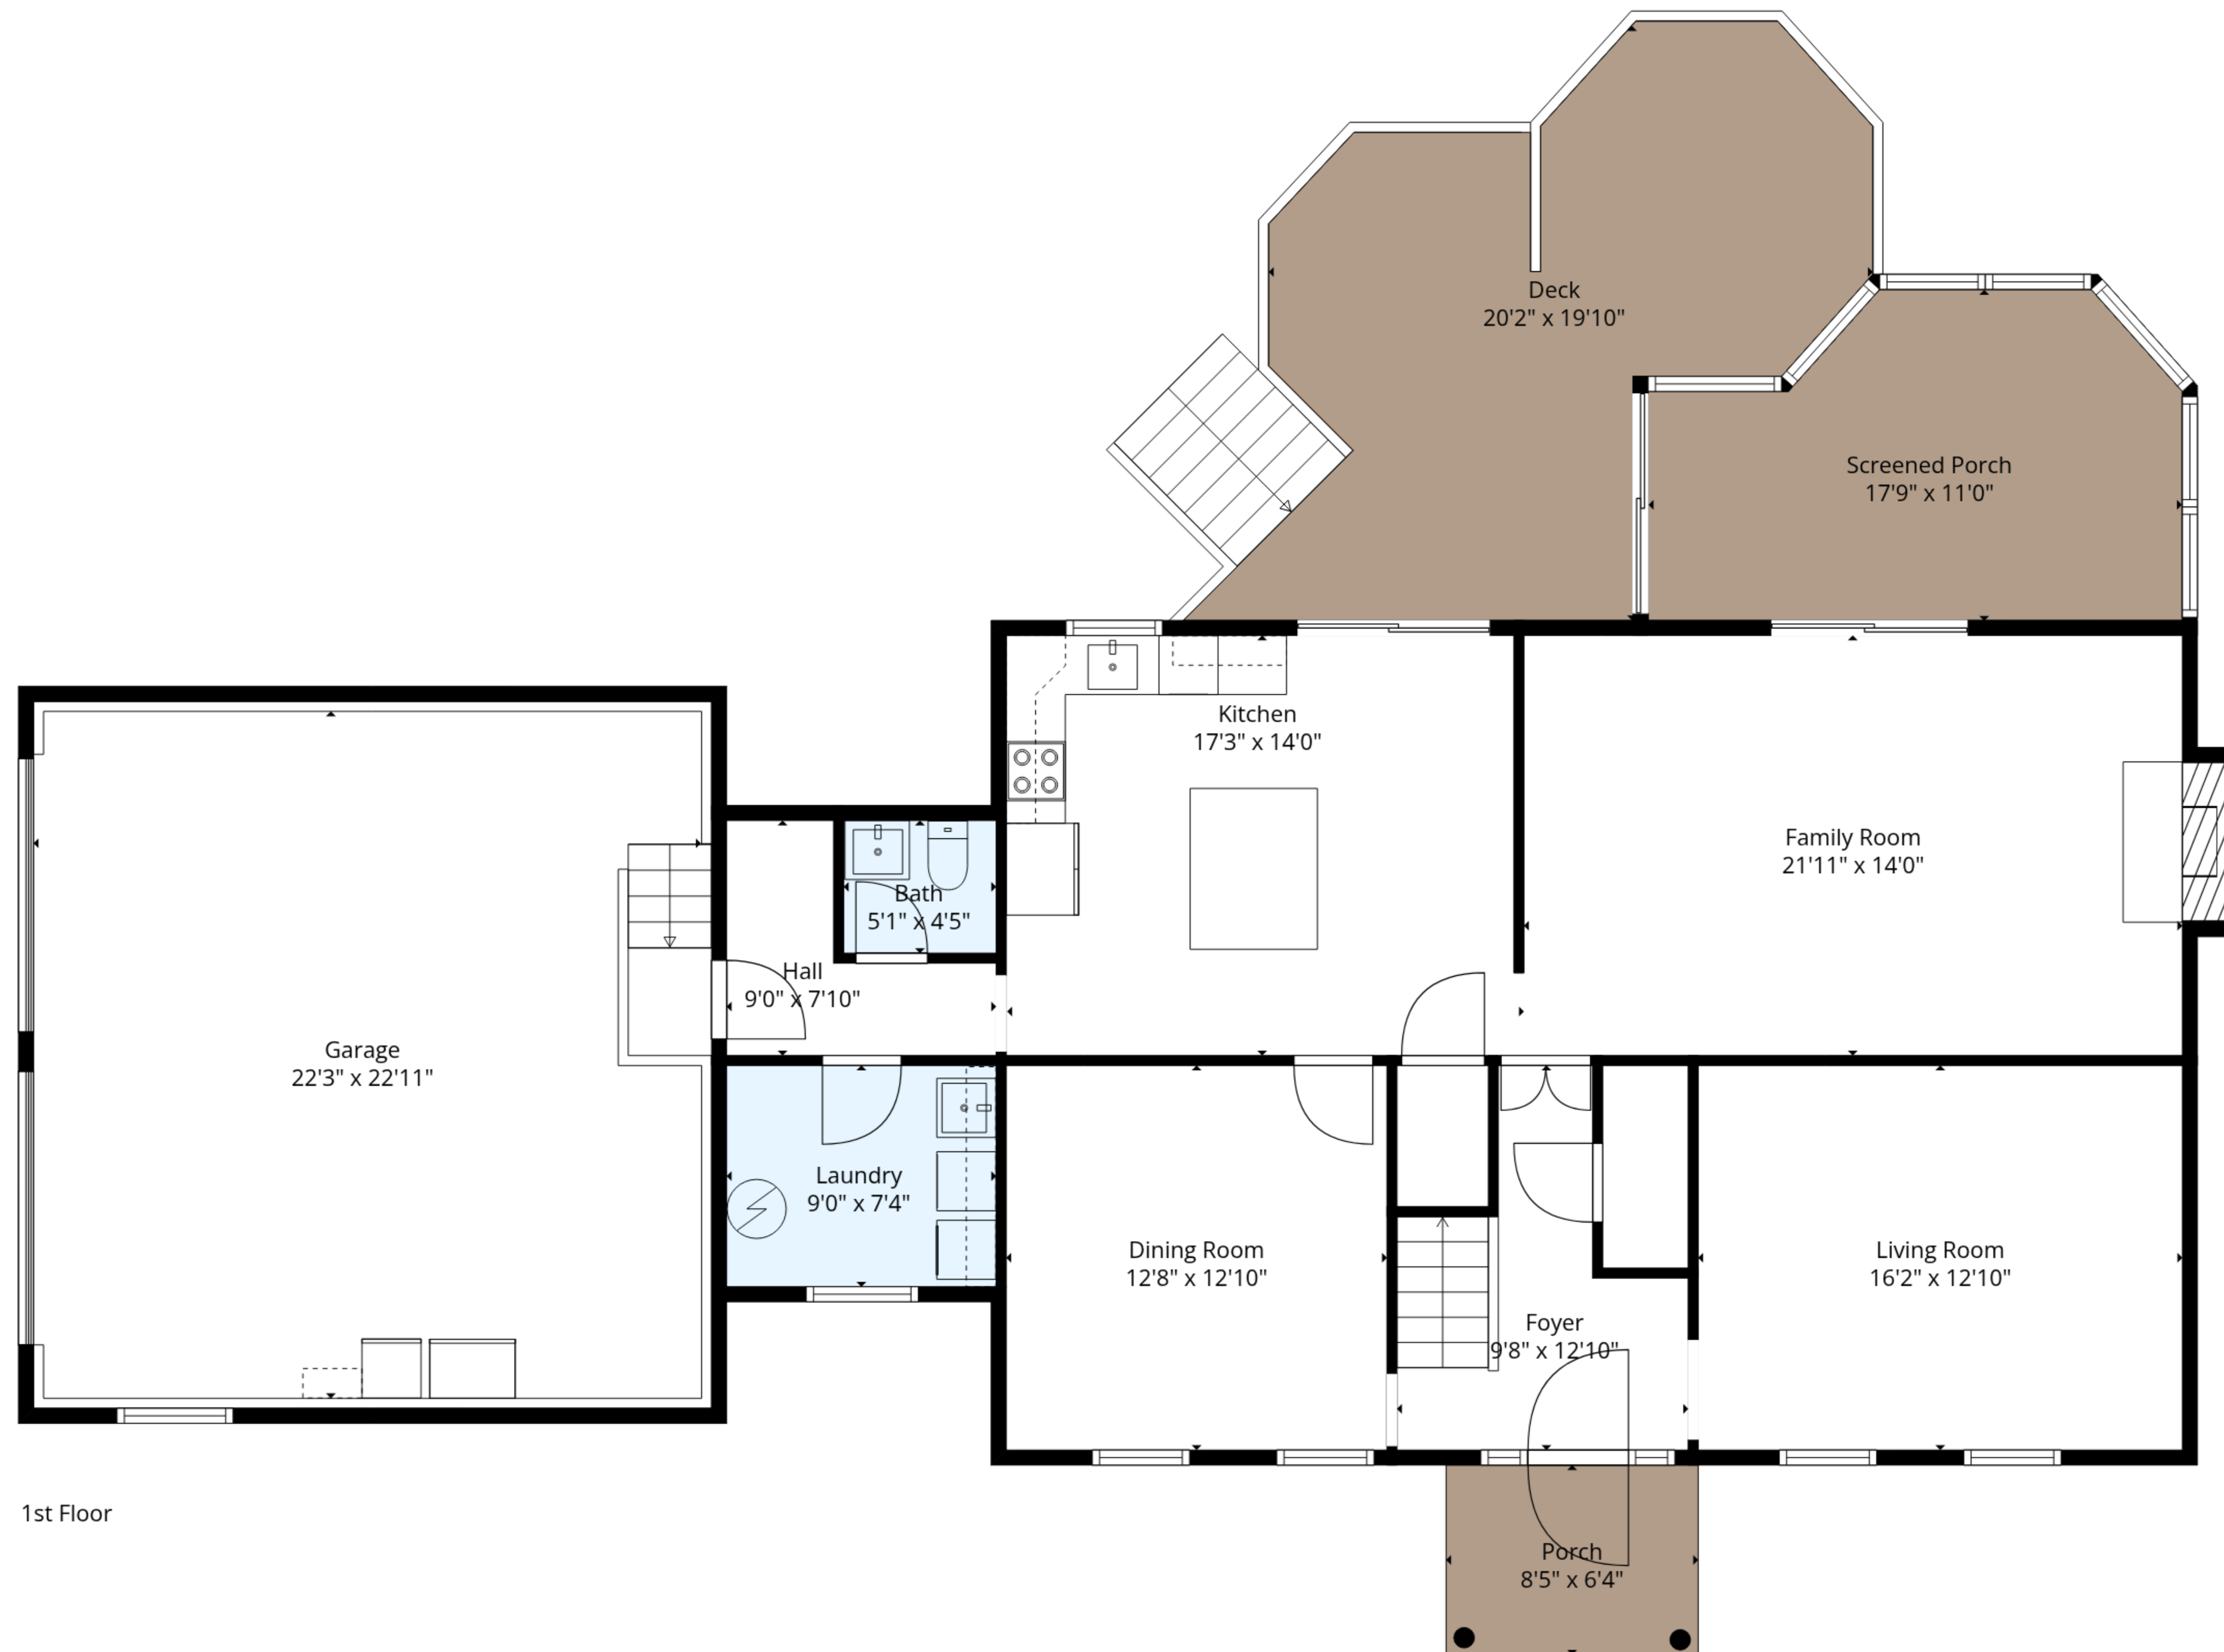 Deck
20'2" x 19'10"
Screened Porch
17'9" x 11'0"
Kitchen
17'3" x 14'0"
Family Room
21'11" x 14'0"
Bath
5'1" x 4'5"
Hall
9'0" x 7'10"
Garage
22'3" x 22'11"
Laundry
9'0" x 7'4"
Dining Room
12'8" x 12'10"
Living Room
16'2" x 12'10"
Foyer
9'8" x 12'10"
1st Floor
Porch
8'5" x 6'4"